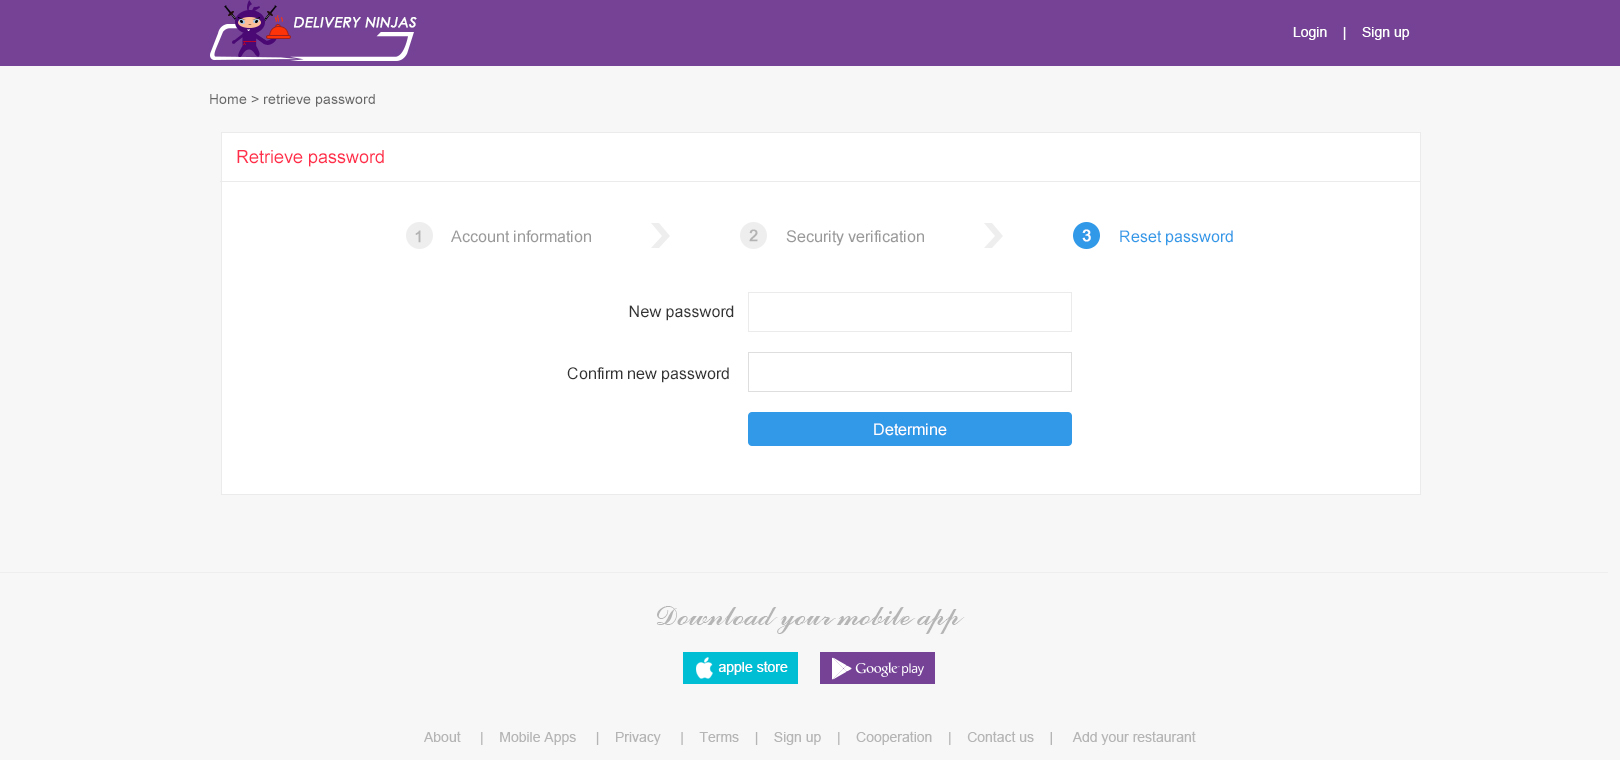 DELIVERY NINJAS
Login | Sign up
Home > retrieve password
Retrieve password
1 Account information 2 Security verification 3 Reset password
New password
Confirm new password
Determine
Download your mobile app
apple store Google play
About | Mobile Apps | Privacy | Terms | Sign up | Cooperation | Contact us | Add your restaurant